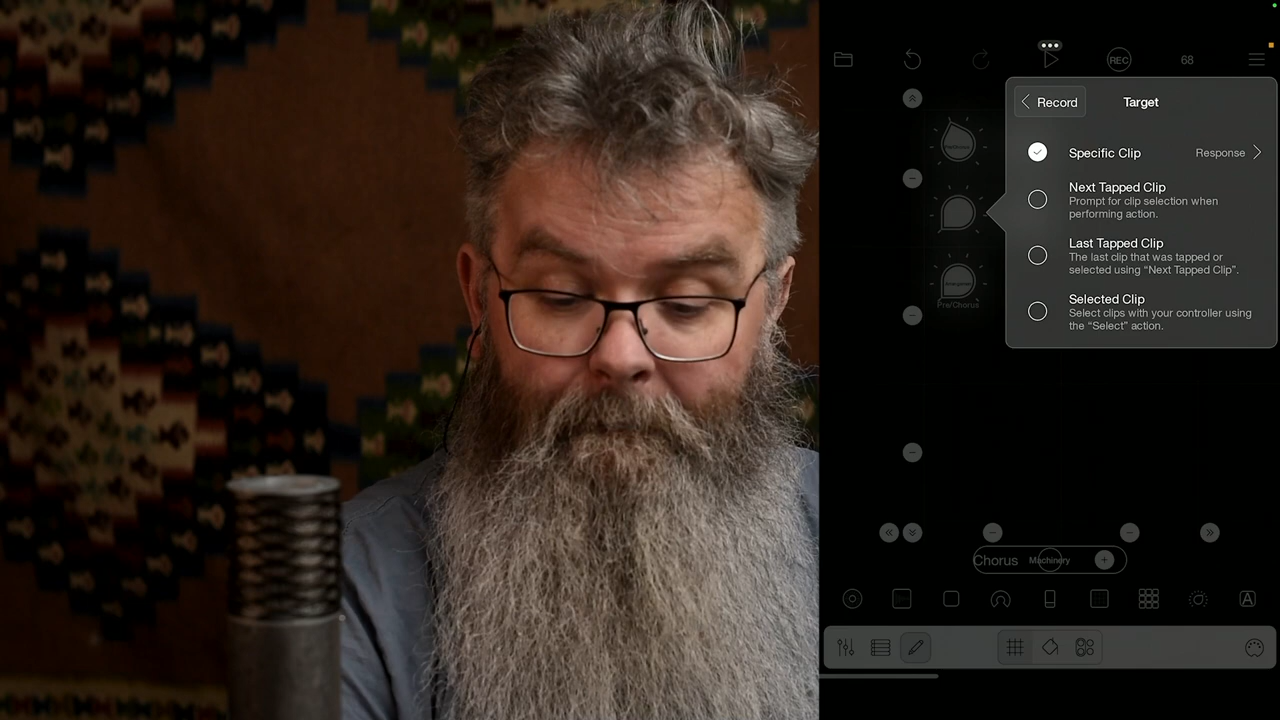 REC
68
Record
Target
Specific Clip
Response
Next Tapped Clip
Prompt for clip selection when
performing action.
Last Tapped Clip
The last clip that was tapped or
selected using “Next Tapped Clip”.
Selected Clip
Select clips with your controller using
the “Select” action.
Pre/Chorus
Chorus
Machinery
A